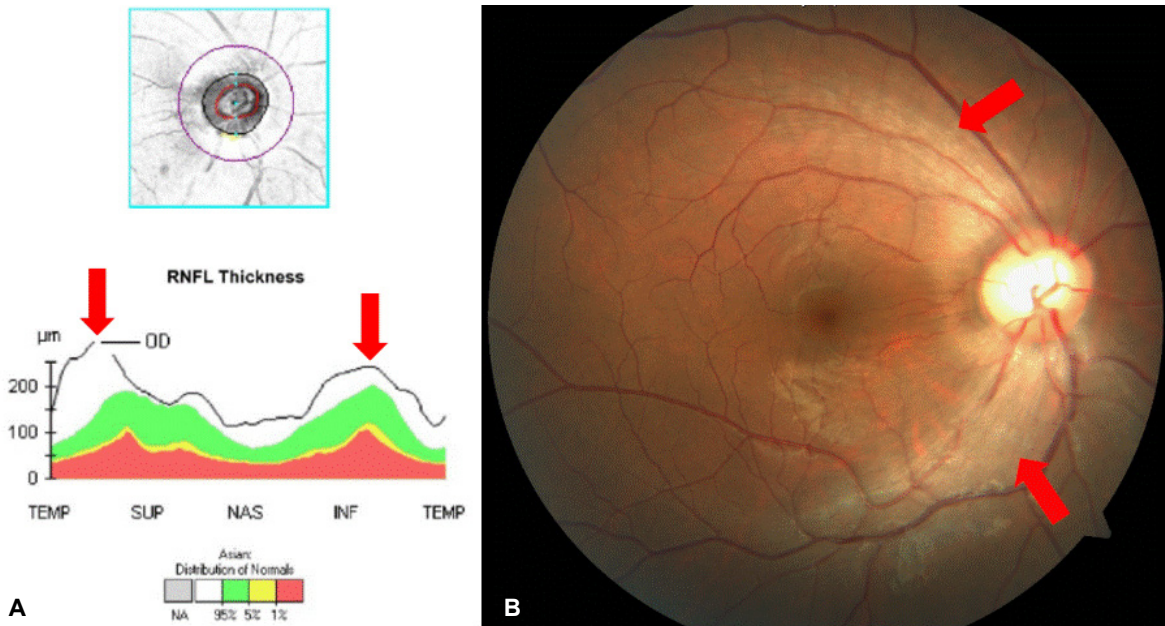 RNFL Thickness
µm
OD
200
100
0
TEMP SUP NAS INF TEMP
Asian:
Distribution of Normals
NA 95% 5% 1%
A
B